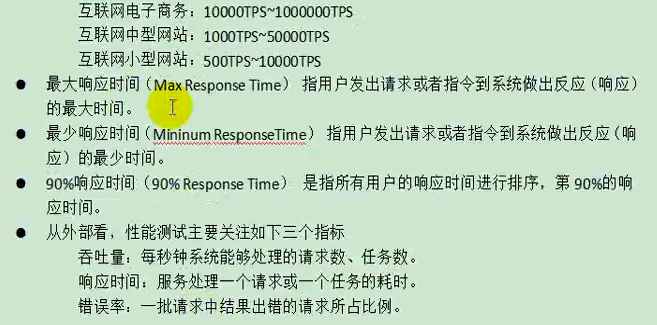 互联网电子商务：10000TPS~1000000TPS
互联网中型网站：1000TPS~50000TPS
互联网小型网站：500TPS~10000TPS
● 最大响应时间（Max Response Time） 指用户发出请求或者指令到系统做出反应（响应）
的最大时间。
● 最少响应时间（Mininum ResponseTime） 指用户发出请求或者指令到系统做出反应（响
应）的最少时间。
● 90%响应时间（90% Response Time） 是指所有用户的响应时间进行排序，第 90%的响
应时间。
● 从外部看，性能测试主要关注如下三个指标
吞吐量：每秒钟系统能够处理的请求数、任务数。
响应时间：服务处理一个请求或一个任务的耗时。
错误率：一批请求中结果出错的请求所占比例。